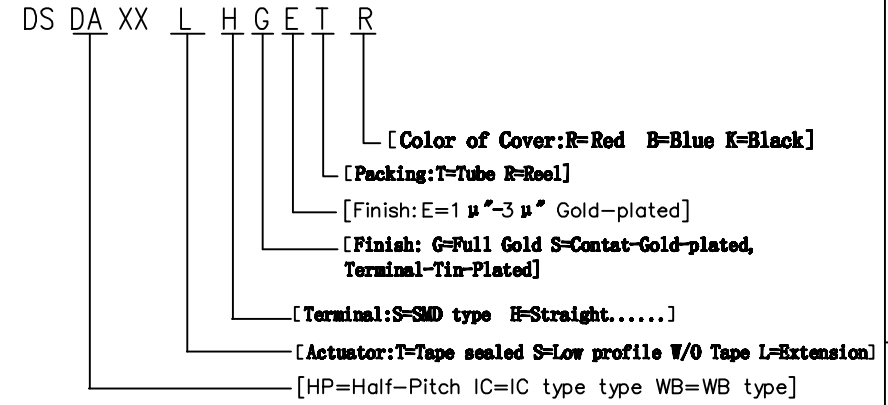 DS DA XX L H G E T R
[Color of Cover:R=Red B=Blue K=Black]
[Packing:T=Tube R=Reel]
[Finish:E=1 μ"-3 μ" Gold-plated]
[Finish: G=Full Gold S=Contat-Gold-plated,
Terminal-Tin-Plated]
[Terminal:S=SMD type H=Straight......]
[Actuator:T=Tape sealed S=Low profile W/O Tape L=Extension]
[HP=Half-Pitch IC=IC type type WB=WB type]